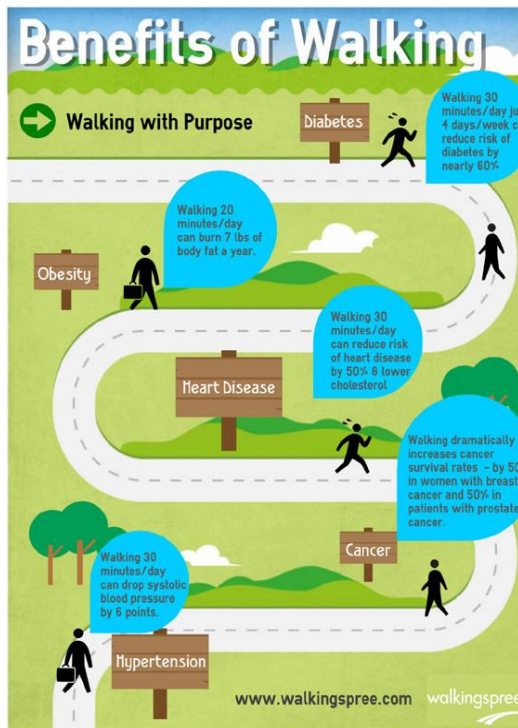 Benefits of Walking
Walking with Purpose
Diabetes
Walking 30
minutes/day
4 days/week
reduce risk of
diabetes by
nearly 60%
Walking 20
minutes/day
can burn 7 lbs of
body fat a year.
Obesity
Walking 30
minutes/day
can reduce risk
of heart disease
by 50% & lower
cholesterol
Heart Disease
Walking dramatically
increases cancer
survival rates - by
in women with breast
cancer and 50% in
patients with prostate
cancer.
Cancer
Walking 30
minutes/day
can drop systolic
blood pressure
by 6 points.
Hypertension
www.walkingspree.com walkingspree